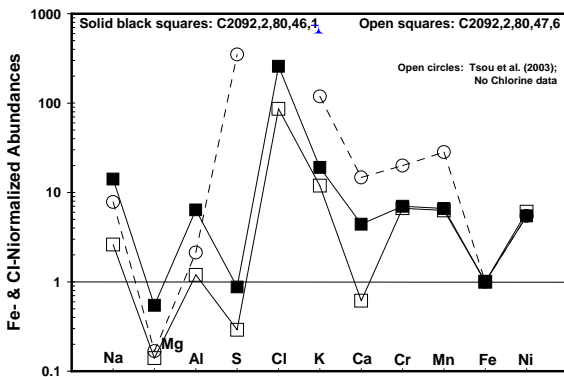 Solid black squares: C2092,2,80,46,1 Open squares: C2092,2,80,47,6
Open circles: Tsou et al. (2003);
No Chlorine data
Fe- & CI-Niormalized Abundances
1000
100
10
1
0.1
Na Mg Al S Cl K Ca Cr Mn Fe Ni